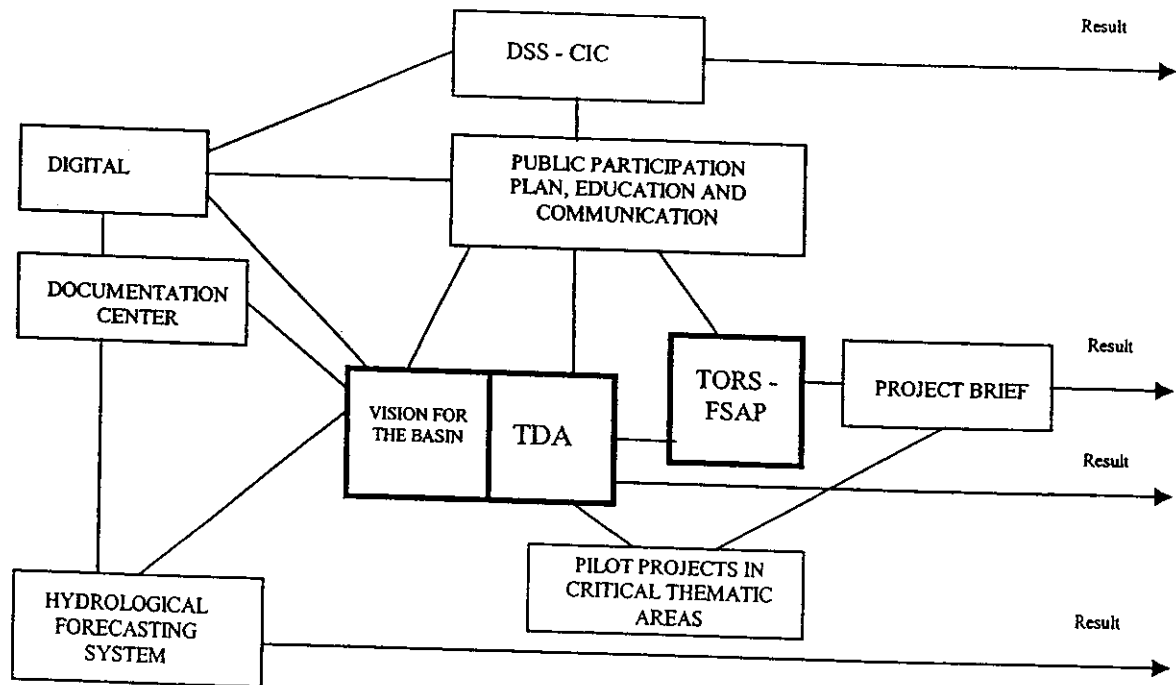 Result
DSS - CIC
DIGITAL
PUBLIC PARTICIPATION
PLAN, EDUCATION AND
COMMUNICATION
DOCUMENTATION
CENTER
Result
TORS -
FSAP
PROJECT BRIEF
VISION FOR
THE BASIN
TDA
Result
PILOT PROJECTS IN
CRITICAL THEMATIC
AREAS
HYDROLOGICAL
FORECASTING
SYSTEM
Result